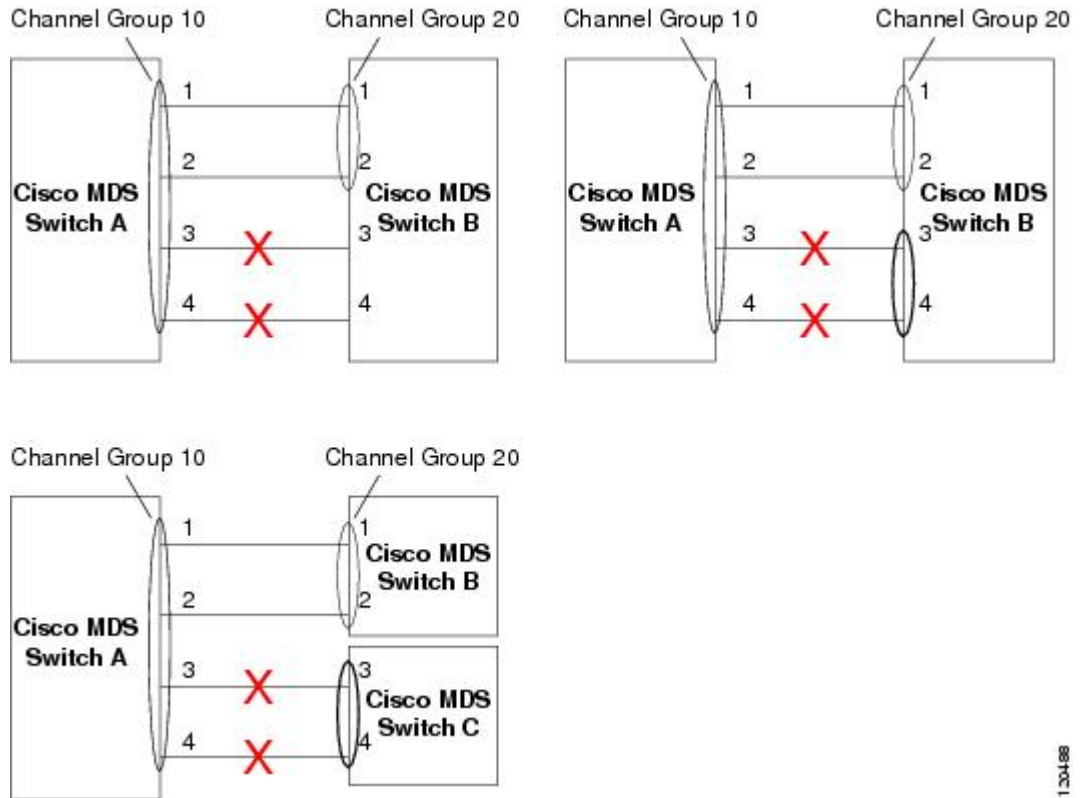 Channel Group 10
Channel Group 20
1
1
2
2
Cisco MDS
Switch A
Cisco MDS
Switch B
3
3
4
4
Channel Group 10
Channel Group 20
1
1
2
2
Cisco MDS
Switch A
Cisco MDS
Switch B
3
3
4
4
Channel Group 10
Channel Group 20
1
1
Cisco MDS
Switch B
2
2
Cisco MDS
Switch A
3
3
Cisco MDS
Switch C
4
4
120488